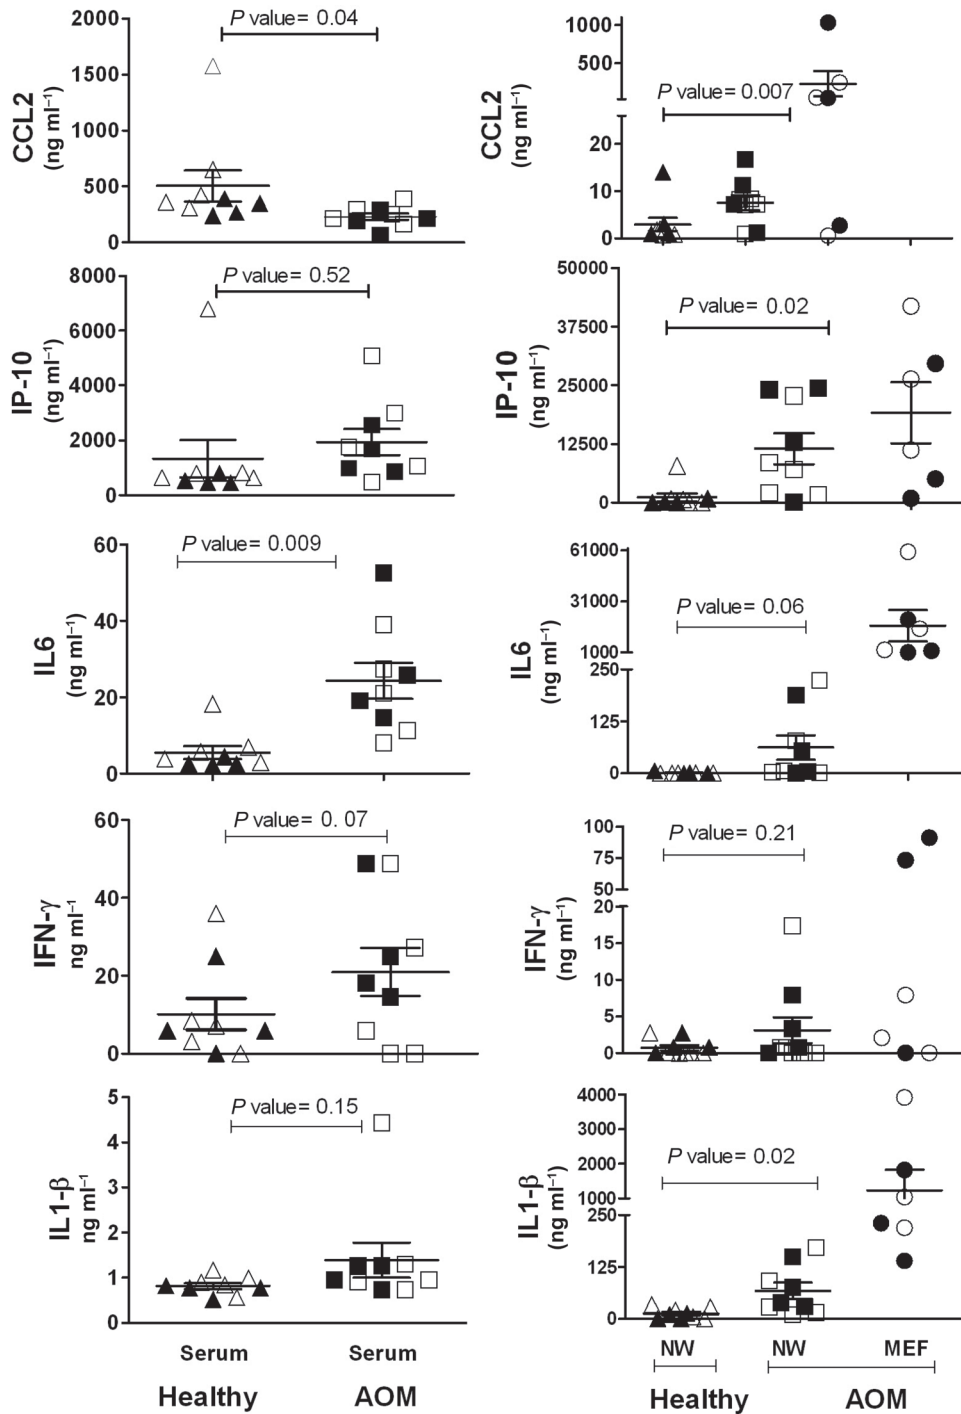 CCL2
(ng ml⁻¹)
2000
1500
1000
500
0
P value= 0.04
CCL2
(ng ml⁻¹)
1000
500
20
10
0
P value= 0.007
IP-10
(ng ml⁻¹)
8000
6000
4000
2000
0
P value= 0.52
IP-10
(ng ml⁻¹)
50000
37500
25000
12500
0
P value= 0.02
IL6
(ng ml⁻¹)
60
40
20
0
P value= 0.009
IL6
(ng ml⁻¹)
61000
31000
1000
250
125
0
P value= 0.06
IFN-γ
ng ml⁻¹
60
40
20
0
P value= 0. 07
IFN-γ
(ng ml⁻¹)
100
75
50
20
15
10
5
0
P value= 0.21
IL1-β
ng ml⁻¹
5
4
3
2
1
0
P value= 0.15
IL1-β
(ng ml⁻¹)
4000
3000
2000
1000
250
125
0
P value= 0.02
Serum
Serum
NW
NW
MEF
Healthy
AOM
Healthy
AOM